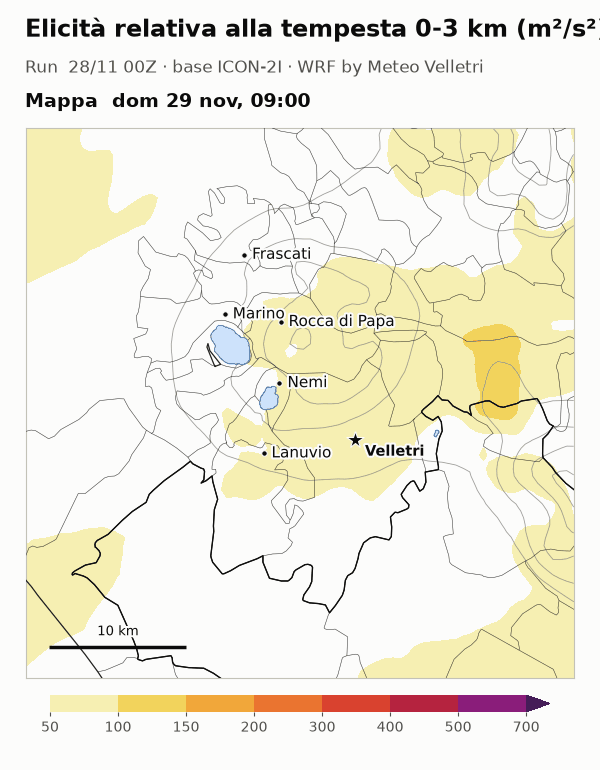 Elicità relativa alla tempesta 0-3 km (m²/s²)
Run 28/11 00Z · base ICON-2I · WRF by Meteo Velletri
Mappa dom 29 nov, 09:00
Frascati
Marino
Rocca di Papa
Nemi
Velletri
Lanuvio
10 km
50 100 150 200 300 400 500 700